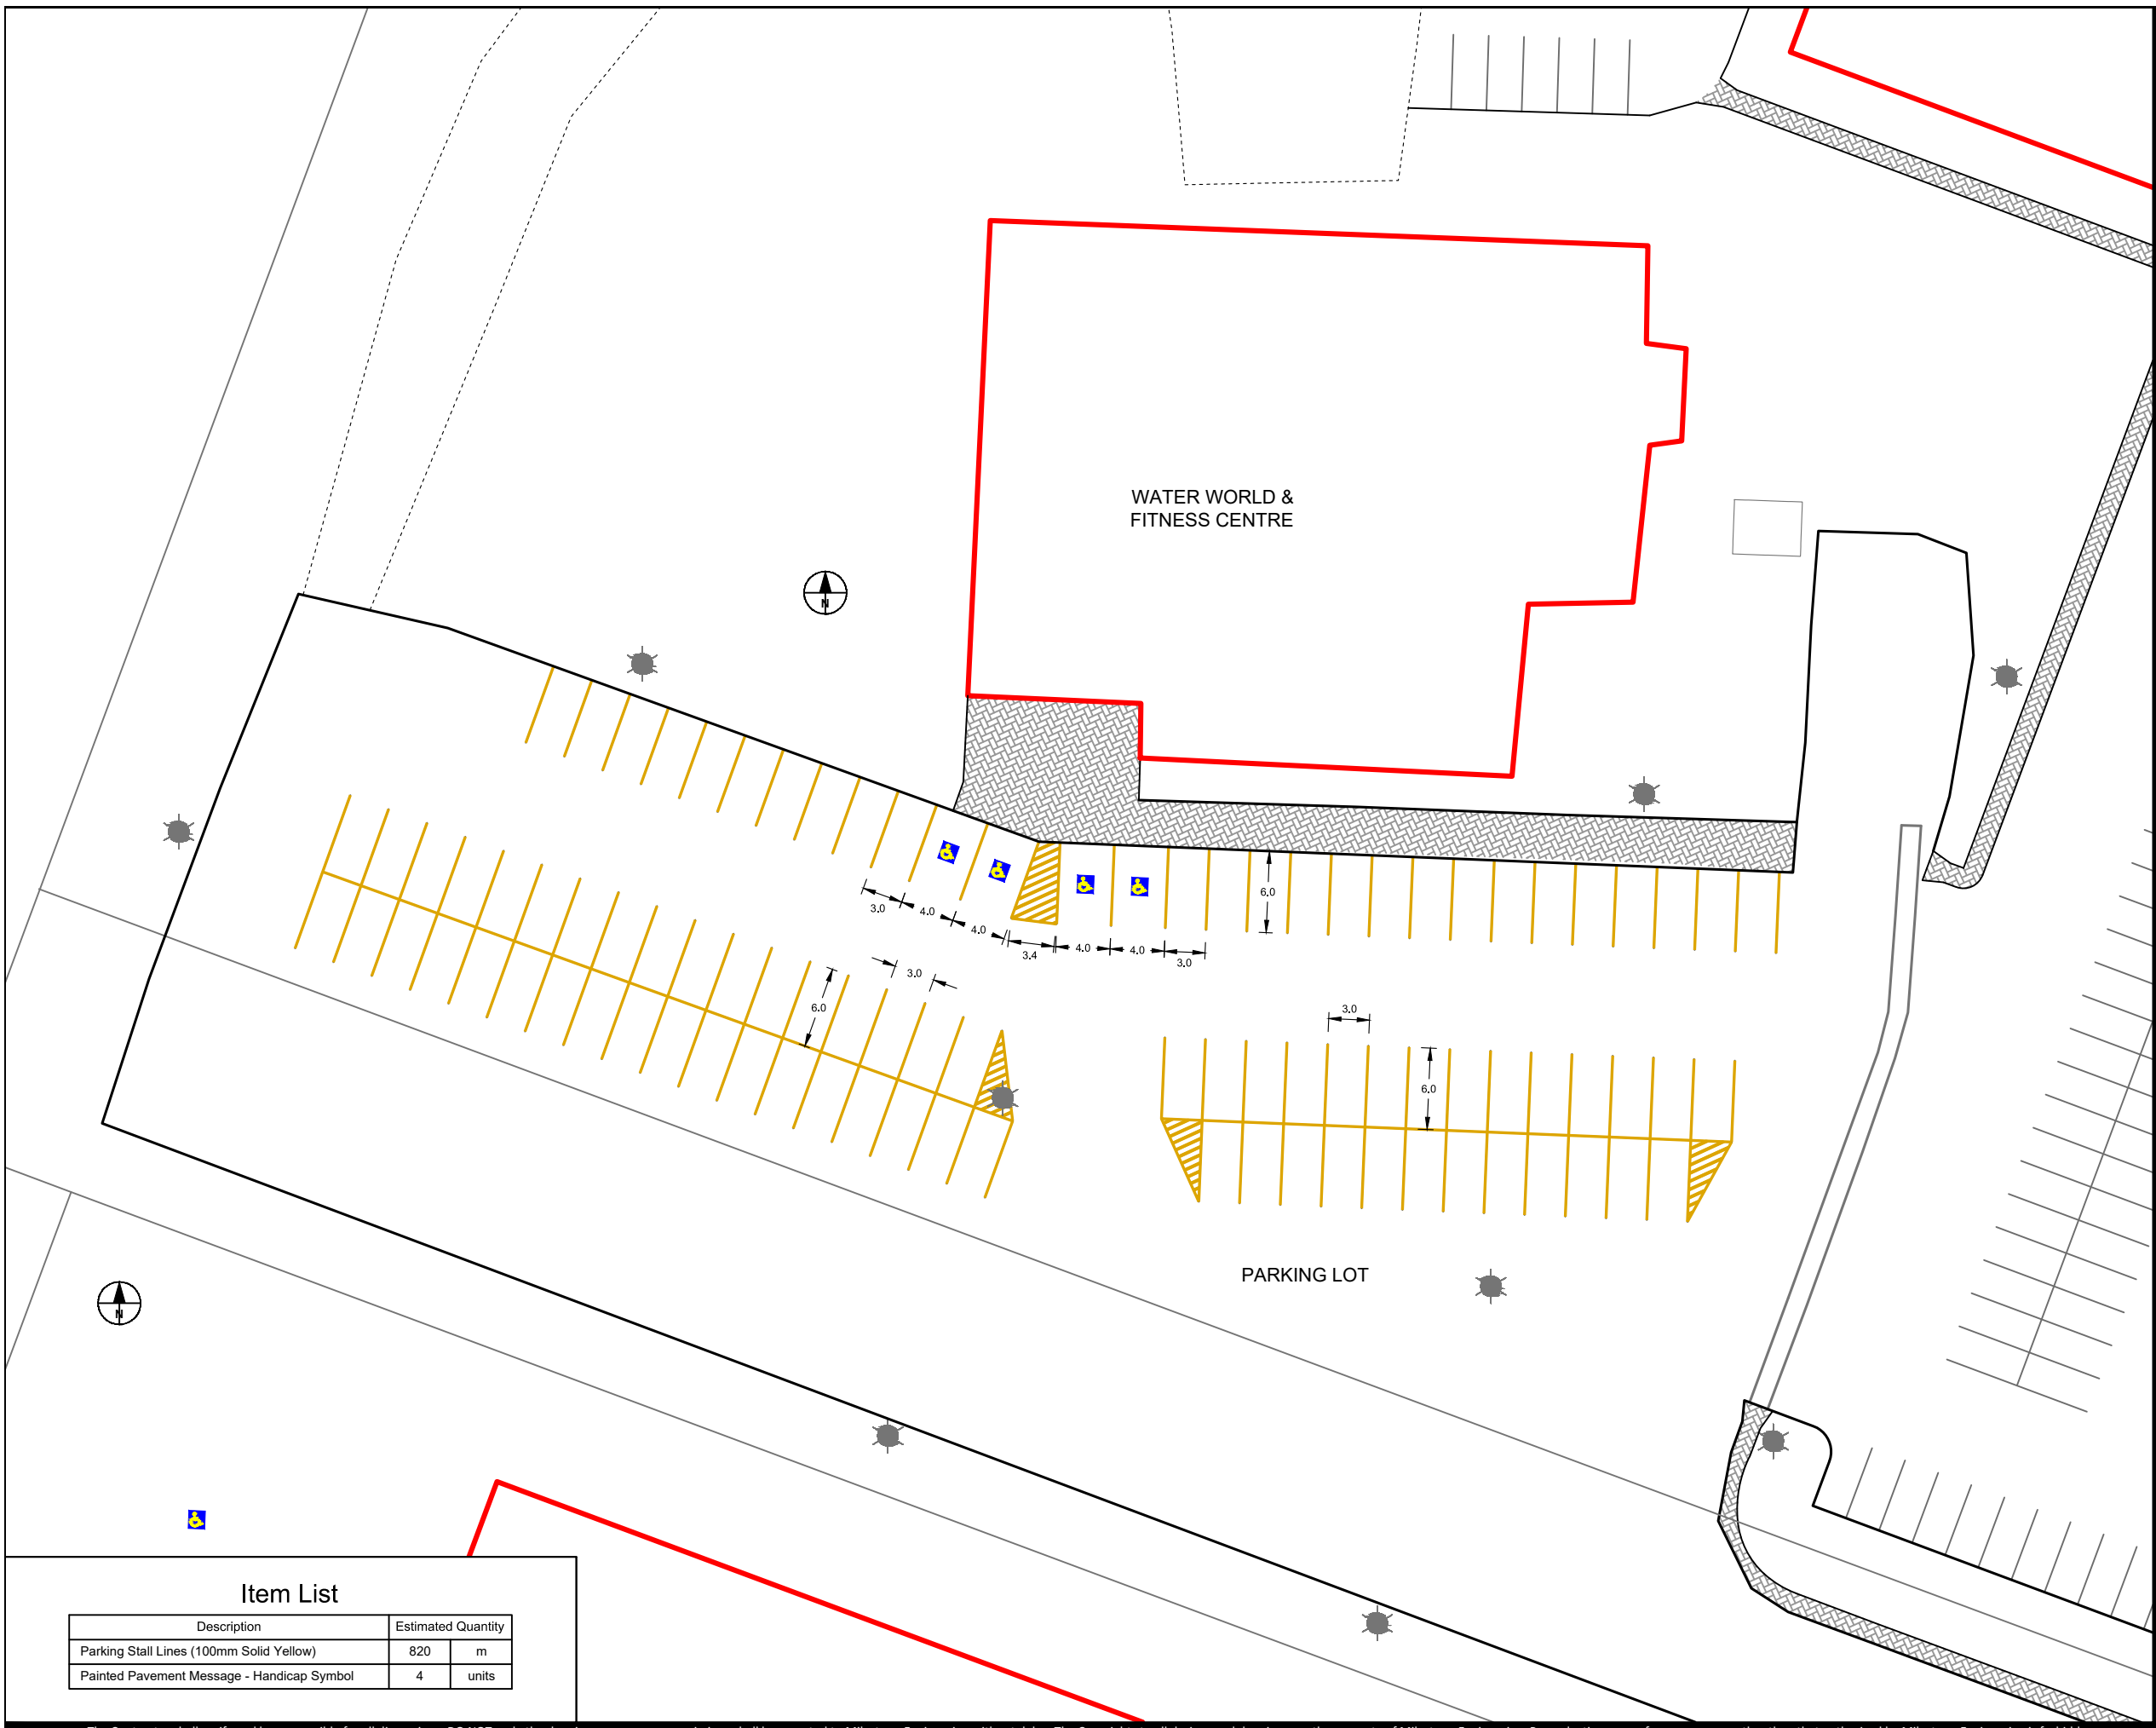 WATER WORLD &
FITNESS CENTRE
N
6.0
3.0
4.0
4.0
3.4
4.0
4.0
3.0
3.0
6.0
3.0
6.0
PARKING LOT
N
Item List
Description Estimated Quantity
Parking Stall Lines (100mm Solid Yellow) 820 m
Painted Pavement Message - Handicap Symbol 4 units